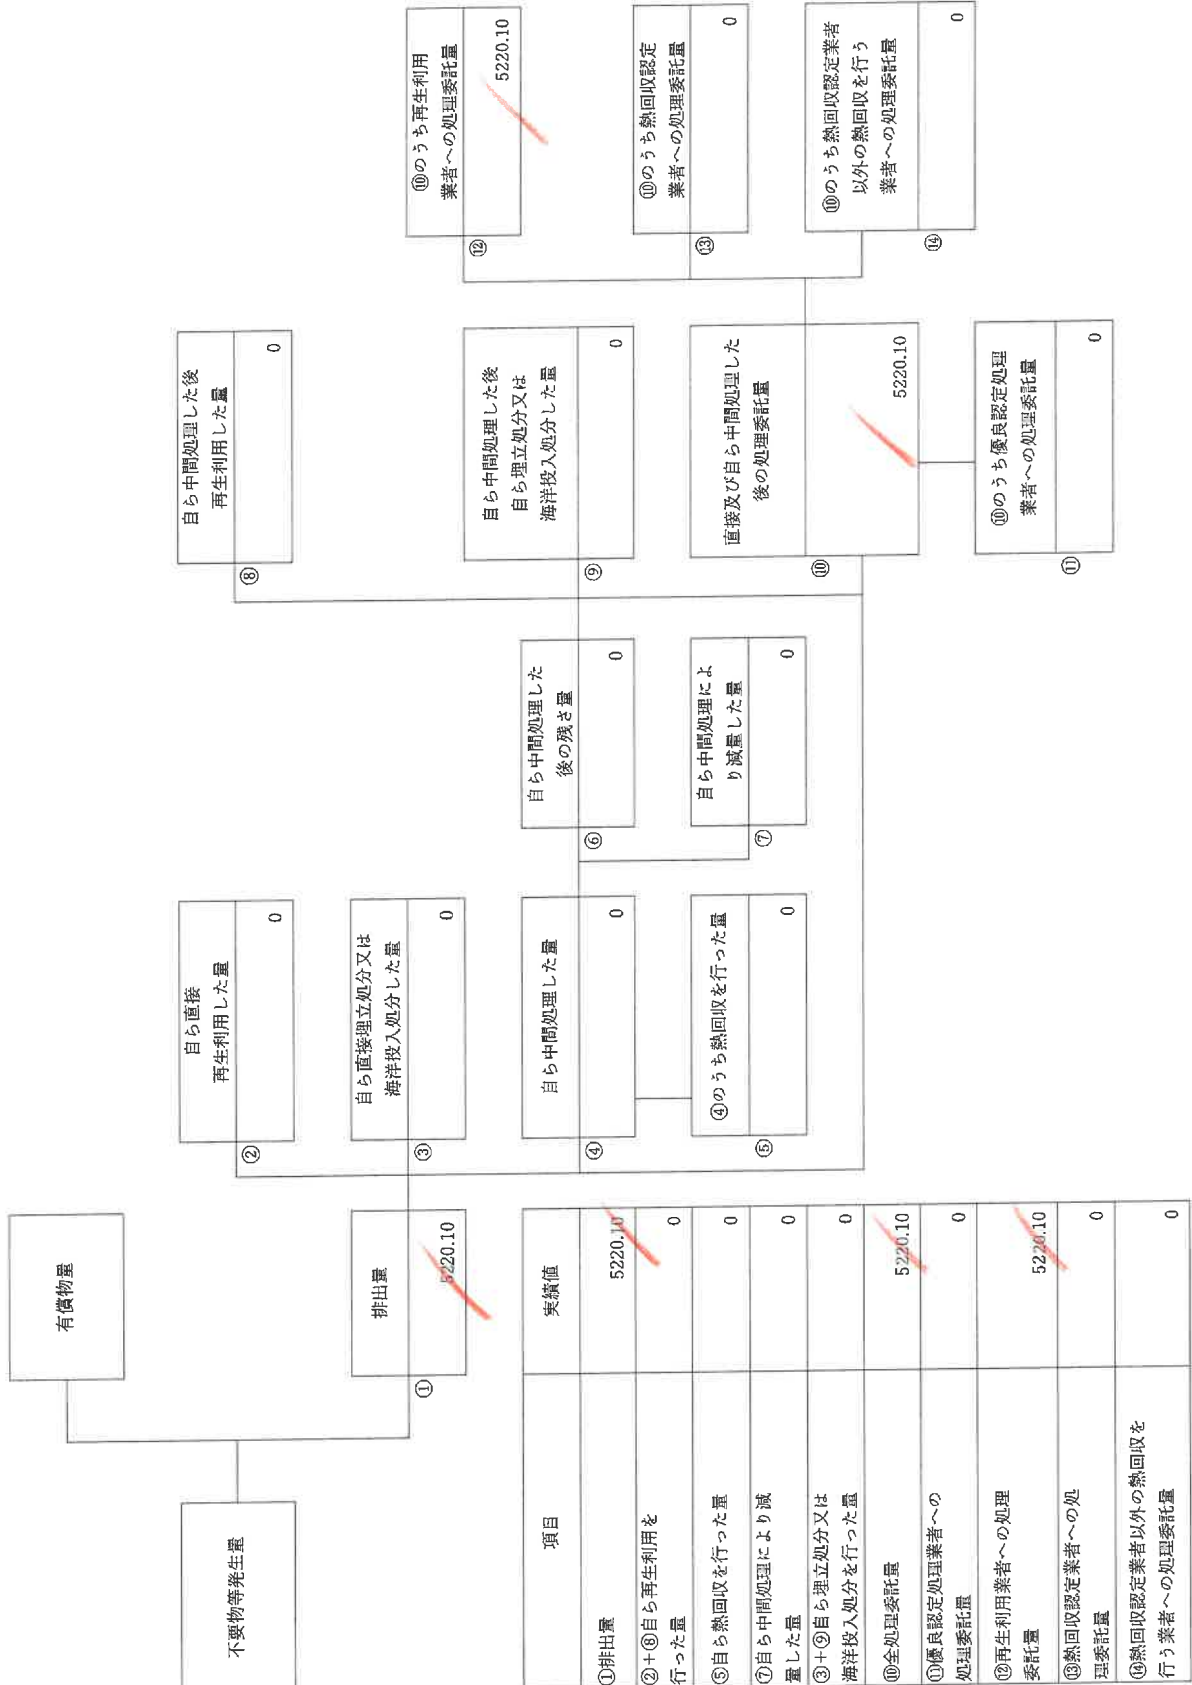 不要物等発生量
有償物量
①
排出量
5220.10
②
自ら直接
再生利用した量
0
③
自ら直接埋立処分又は
海洋投入処分した量
0
④
自ら中間処理した量
0
⑤
④のうち熱回収を行った量
0
⑥
自ら中間処理した
後の残さ量
0
⑦
自ら中間処理によ
り減量した量
0
⑧
自ら中間処理した後
再生利用した量
0
⑨
自ら中間処理した後
自ら埋立処分又は
海洋投入処分した量
0
⑩
直接及び自ら中間処理した
後の処理委託量
5220.10
⑪
⑩のうち優良認定処理
業者への処理委託量
0
⑫
⑩のうち再生利用
業者への処理委託量
5220.10
⑬
⑩のうち熱回収認定
業者への処理委託量
0
⑭
⑩のうち熱回収認定業者
以外の熱回収を行う
業者への処理委託量
0
項目 実績値
①排出量 5220.10
②+⑧自ら再生利用を
行った量 0
⑤自ら熱回収を行った量 0
⑦自ら中間処理により減
量した量 0
③+⑨自ら埋立処分又は
海洋投入処分を行った量 0
⑩全処理委託量 5220.10
⑪優良認定処理業者への
処理委託量 0
⑫再生利用業者への処理
委託量 5220.10
⑬熱回収認定業者への処
理委託量 0
⑭熱回収認定業者以外の熱回収を
行う業者への処理委託量 0